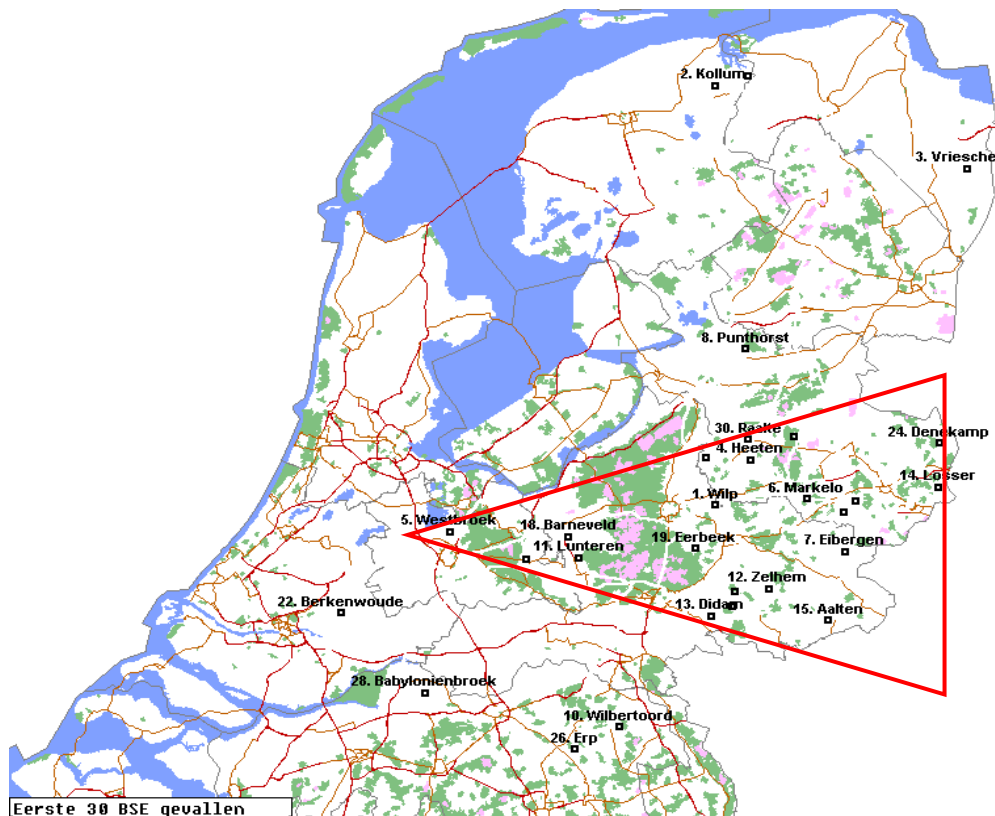 2. Kollum
3. Vriesche
8. Punthorst
30. Raalte
24. Denekamp
4. Heeten
14. Losser
6. Markelo
1. Wilp
5. Westbroek
18. Barneveld
19. Eerbeek
7. Eibergen
11. Lunteren
12. Zelhem
22. Berkenwoude
13. Didam
15. Aalten
28. Babylonienbroek
10. Wilbertoord
26. Erp
Eerste 30 BSE gevallen